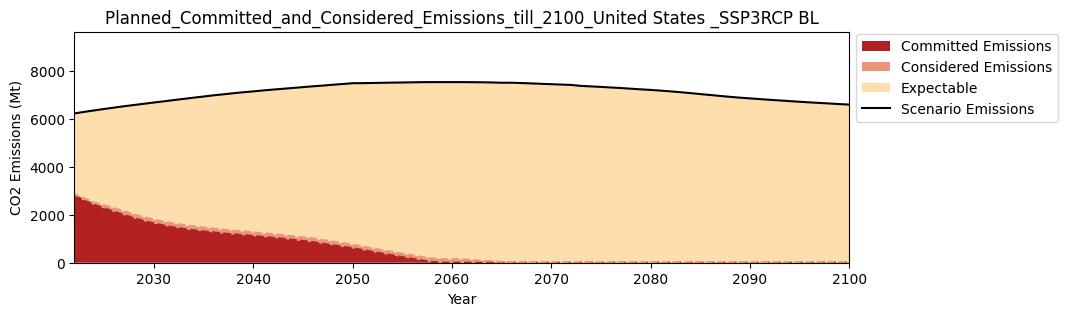 Planned_Committed_and_Considered_Emissions_till_2100_United States _SSP3RCP BL
CO2 Emissions (Mt)
8000
6000
4000
2000
0
2030 2040 2050 2060 2070 2080 2090 2100
Year
Committed Emissions
Considered Emissions
Expectable
Scenario Emissions